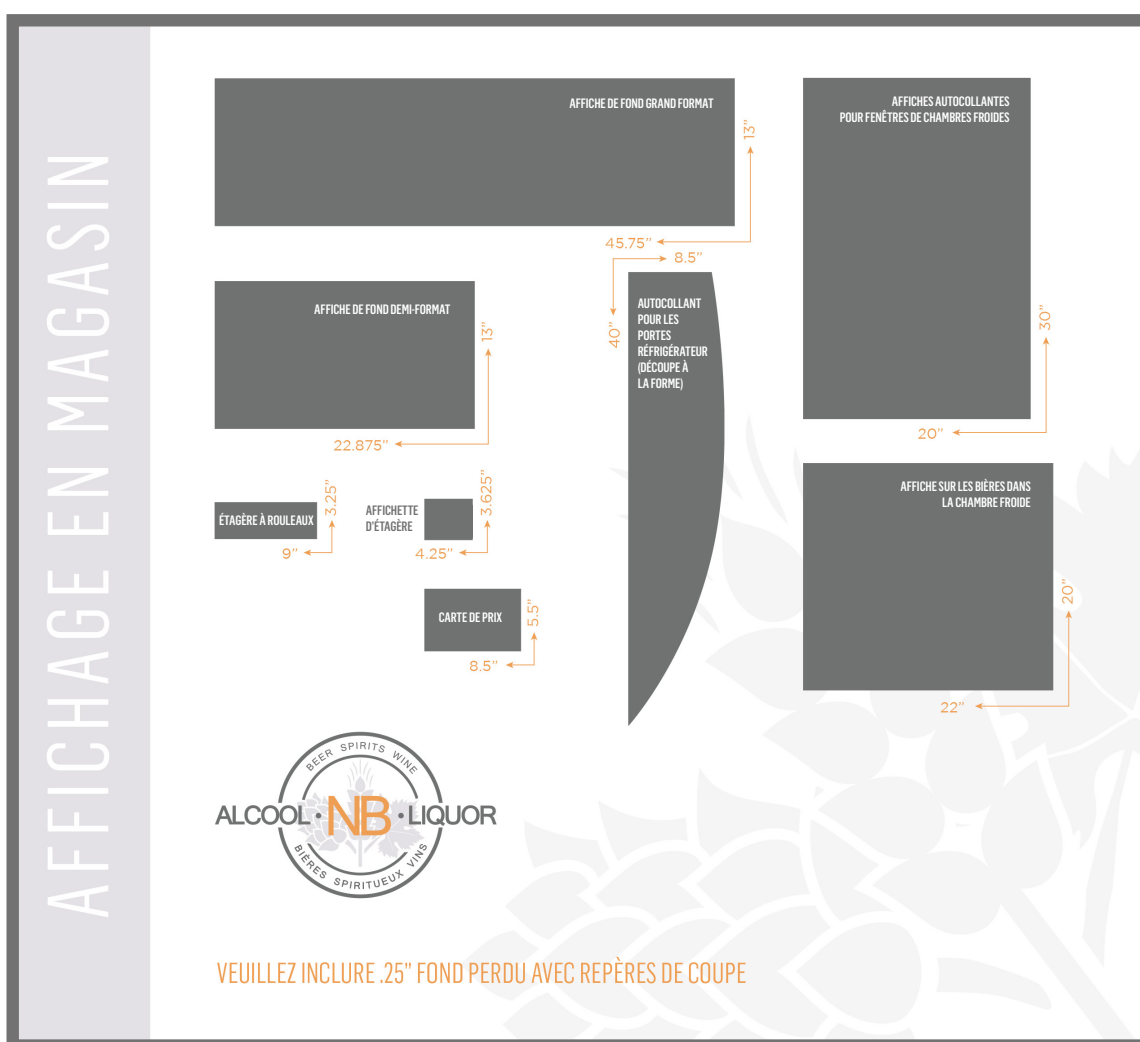 AFFICHAGE EN MAGASIN
AFFICHE DE FOND GRAND FORMAT
13”
45.75”
AFFICHES AUTOCOLLANTES
POUR FENÊTRES DE CHAMBRES FROIDES
30”
20”
AFFICHE DE FOND DEMI-FORMAT
13”
22.875”
8.5”
40”
AUTOCOLLANT
POUR LES
PORTES
RÉFRIGÉRATEUR
(DÉCOUPE À
LA FORME)
ÉTAGÈRE À ROULEAUX
3.25”
9”
AFFICHETTE
D’ÉTAGÈRE
3.625”
4.25”
AFFICHE SUR LES BIÈRES DANS
LA CHAMBRE FROIDE
20”
22”
CARTE DE PRIX
5.5”
8.5”
BEER SPIRITS WINE
ALCOOL · NB · LIQUOR
BIÈRES SPIRITUEUX VINS
VEUILLEZ INCLURE .25” FOND PERDU AVEC REPÈRES DE COUPE